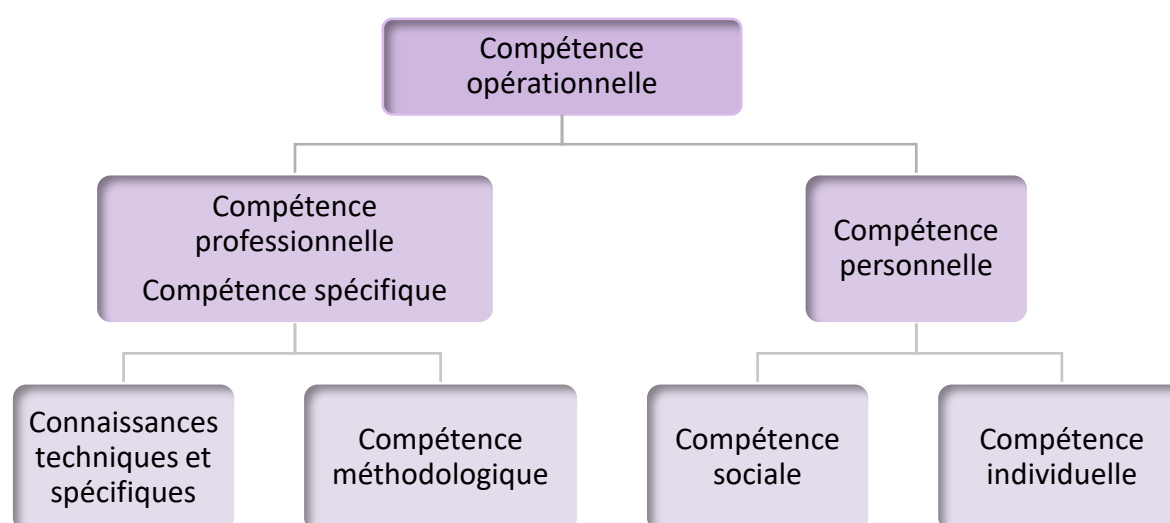 Compétence
opérationnelle
Compétence
professionnelle
Compétence spécifique
Compétence
personnelle
Connaissances
techniques et
spécifiques
Compétence
méthodologique
Compétence
sociale
Compétence
individuelle